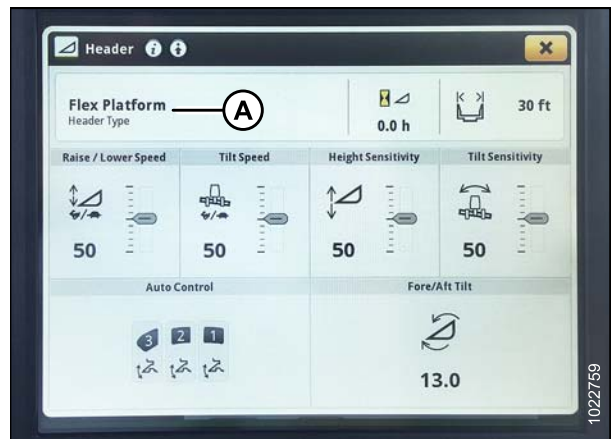 Header
Flex Platform
Header Type
A
0.0 h
30 ft
Raise / Lower Speed
Tilt Speed
Height Sensitivity
Tilt Sensitivity
50
50
50
50
Auto Control
Fore/Aft Tilt
3 2 1
13.0
1022759